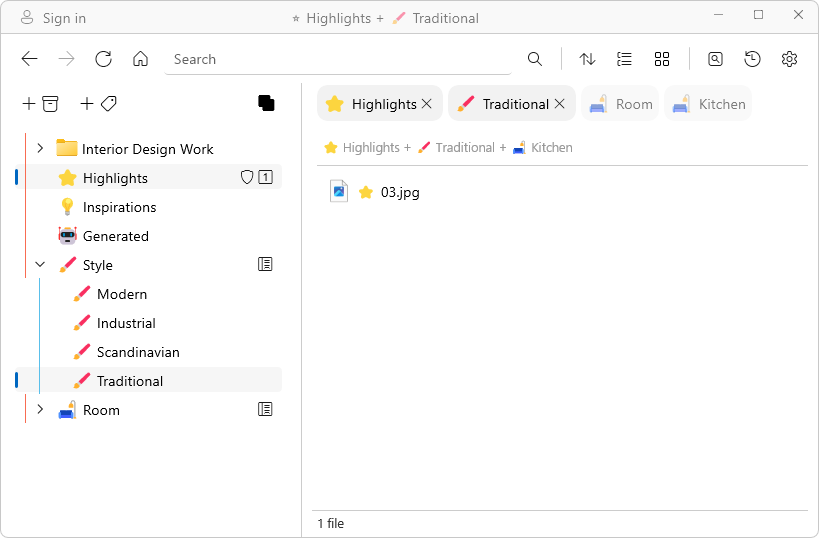 Sign in
Highlights + Traditional
Search
Highlights Traditional Room Kitchen
Highlights + Traditional + Kitchen
Interior Design Work
Highlights 1
Inspirations
Generated
Style
Modern
Industrial
Scandinavian
Traditional
Room
03.jpg
1 file